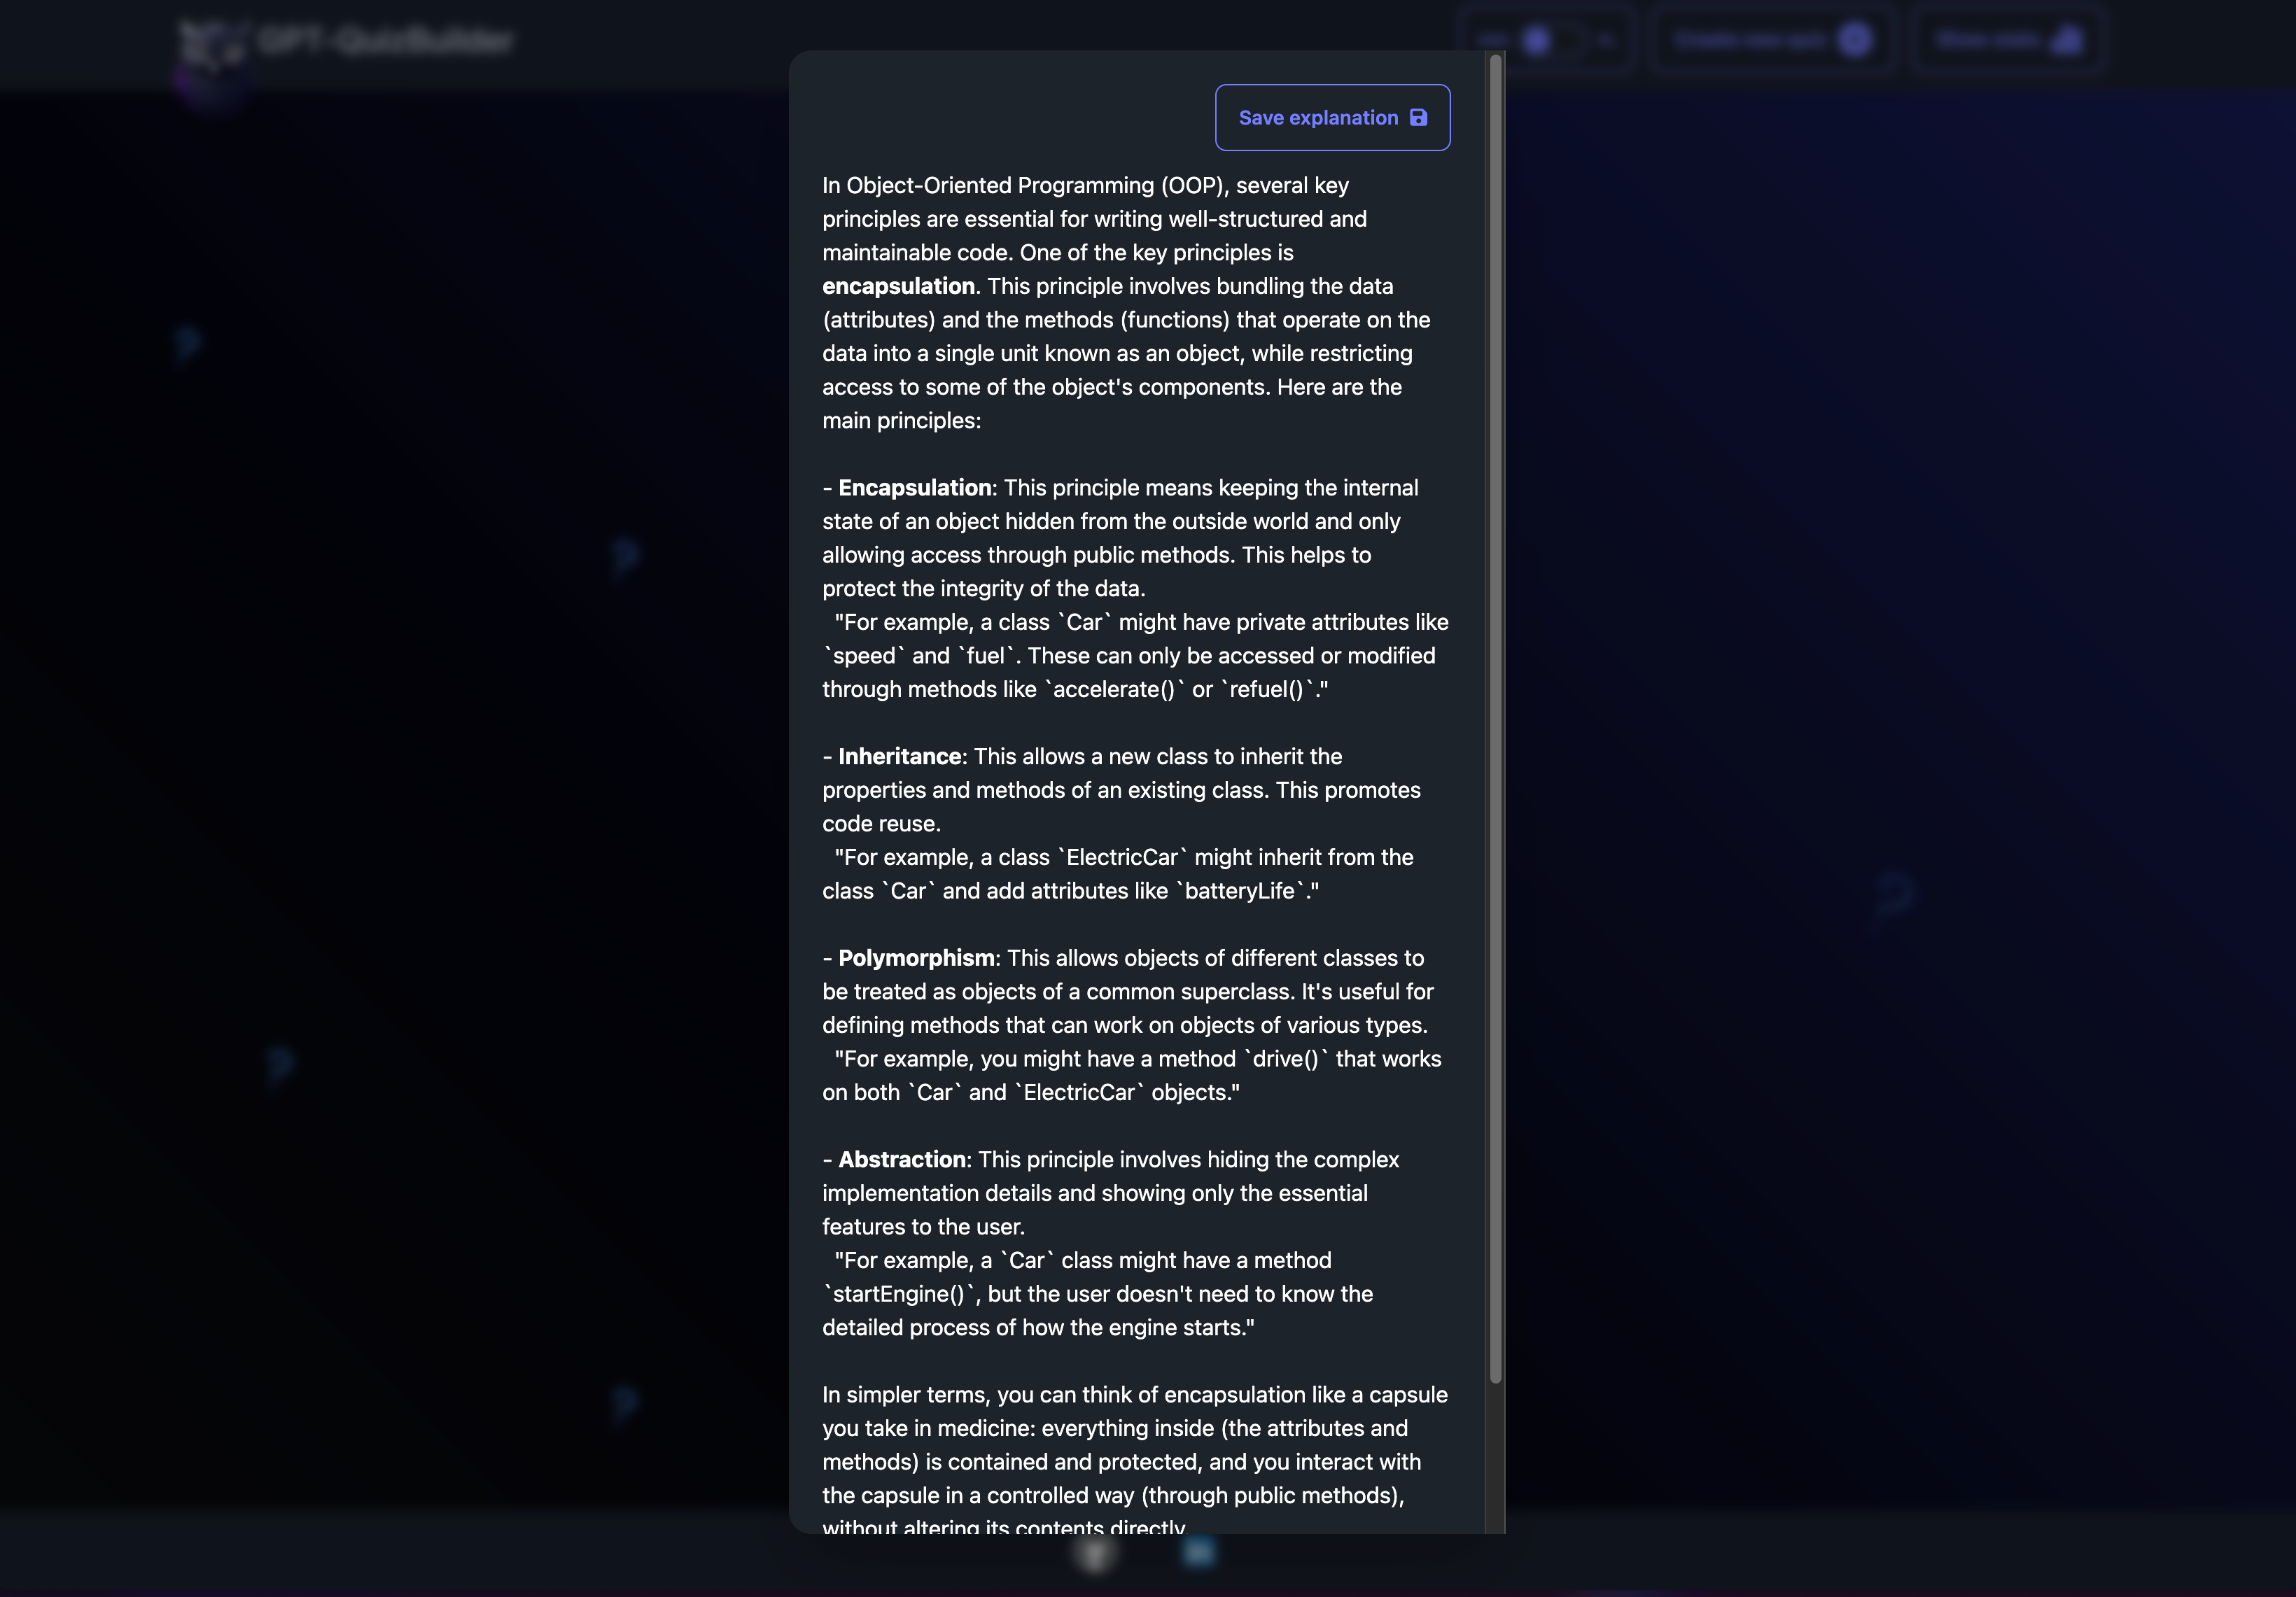 GPT-QuizBuilder
Create new quiz
Show stats
Save explanation
In Object-Oriented Programming (OOP), several key
principles are essential for writing well-structured and
maintainable code. One of the key principles is
encapsulation. This principle involves bundling the data
(attributes) and the methods (functions) that operate on the
data into a single unit known as an object, while restricting
access to some of the object's components. Here are the
main principles:
- Encapsulation: This principle means keeping the internal
state of an object hidden from the outside world and only
allowing access through public methods. This helps to
protect the integrity of the data.
"For example, a class `Car` might have private attributes like
`speed` and `fuel`. These can only be accessed or modified
through methods like `accelerate()` or `refuel()`."
- Inheritance: This allows a new class to inherit the
properties and methods of an existing class. This promotes
code reuse.
"For example, a class `ElectricCar` might inherit from the
class `Car` and add attributes like `batteryLife`."
- Polymorphism: This allows objects of different classes to
be treated as objects of a common superclass. It's useful for
defining methods that can work on objects of various types.
"For example, you might have a method `drive()` that works
on both `Car` and `ElectricCar` objects."
- Abstraction: This principle involves hiding the complex
implementation details and showing only the essential
features to the user.
"For example, a `Car` class might have a method
`startEngine()`, but the user doesn't need to know the
detailed process of how the engine starts."
In simpler terms, you can think of encapsulation like a capsule
you take in medicine: everything inside (the attributes and
methods) is contained and protected, and you interact with
the capsule in a controlled way (through public methods),
without altering its contents directly